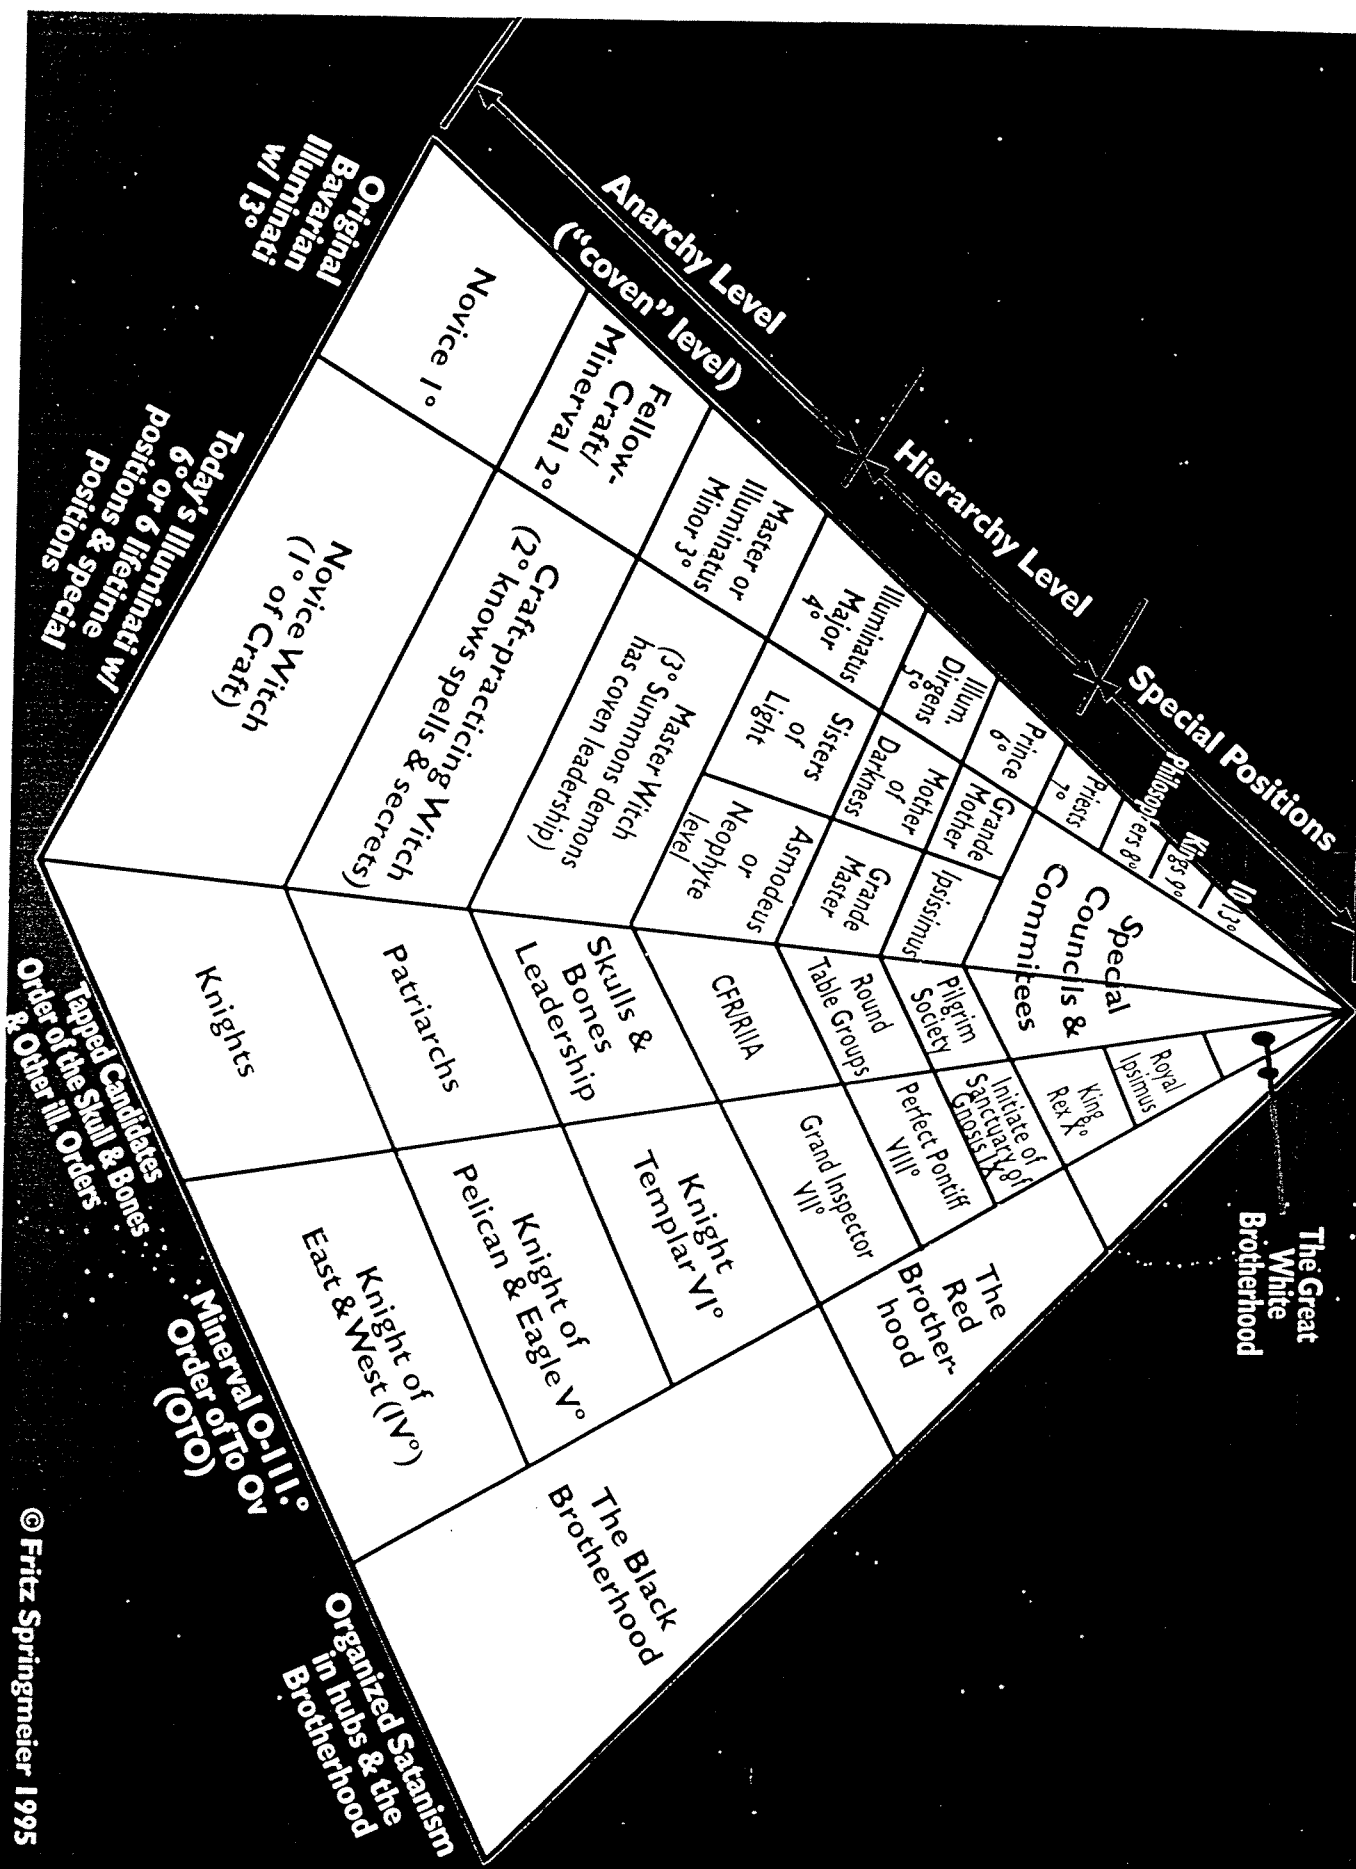 Anarchy Level
("coven" level)
Hierarchy Level
Special Positions
Original
Bavarian
Illuminati
w/ 13°
Novice 1°
Fellow-
Craft/
Minerval 2°
Master or
Illuminatus
Minor 3°
Illuminatus
Major
4°
Illum.
Dirgens
5°
Prince
6°
Priests
7°
Philosophers 8°
Kings 9°
10
13°
Today's Illuminati w/
6° or 6 lifetime
positions & special
positions
Novice Witch
(1° of Craft)
Craft-practicing Witch
(2° knows spells & secrets)
Master Witch
(3° Summons demons
has coven leadership)
Sisters
of
Light
Asmodeus
or
Neophyte
level
Mother
of
Darkness
Grande
Master
Grande
Mother
Ipsissimus
Special
Councils &
Committees
Tapped Candidates
Order of the Skull & Bones
& Other ill. Orders
Knights
Patriarchs
Skulls &
Bones
Leadership
CFR/RIIA
Round
Table Groups
Pilgrim
Society
Minerval O-III.°
Order of To Ov
(OTO)
Knight of
East & West (IV°)
Knight of
Pelican & Eagle V°
Knight
Templar VI°
Grand Inspector
VII°
Perfect Pontiff
VIII°
Initiate of
Sanctuary of
Gnosis IX
King
Rex X°
Royal
Ipsimus
The Great
White
Brotherhood
The
Red
Brother-
hood
The Black
Brotherhood
Organized Satanism
in hubs & the
Brotherhood
© Fritz Springmeier 1995